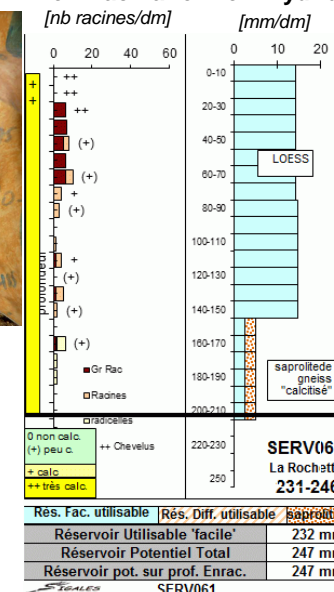 [nb racines/dm] [mm/dm]
0 20 40 60 0 10 20
+
+
++
++
++
(+)
(+)
+
(+)
+
(+)
(+)
(+)
0-10
20-30
40-50
60-70
80-90
100-110
120-130
140-150
160-170
180-190
200-210
220-230
250
LOESS
saprolitede
gneiss
"calcitisé"
Gr Rac
Racines
radicelles
++ Chevelus
0 non calc.
(+) peu c.
+ calc
++ très calc.
SERV06
La Rochett
231-246
Rés. Fac. utilisable Rés. Diff. utilisable saprolit
Réservoir Utilisable 'facile' 232 mm
Réservoir Potentiel Total 247 mm
Réservoir pot. sur prof. Enrac. 247 mm
SIGALES SERV061